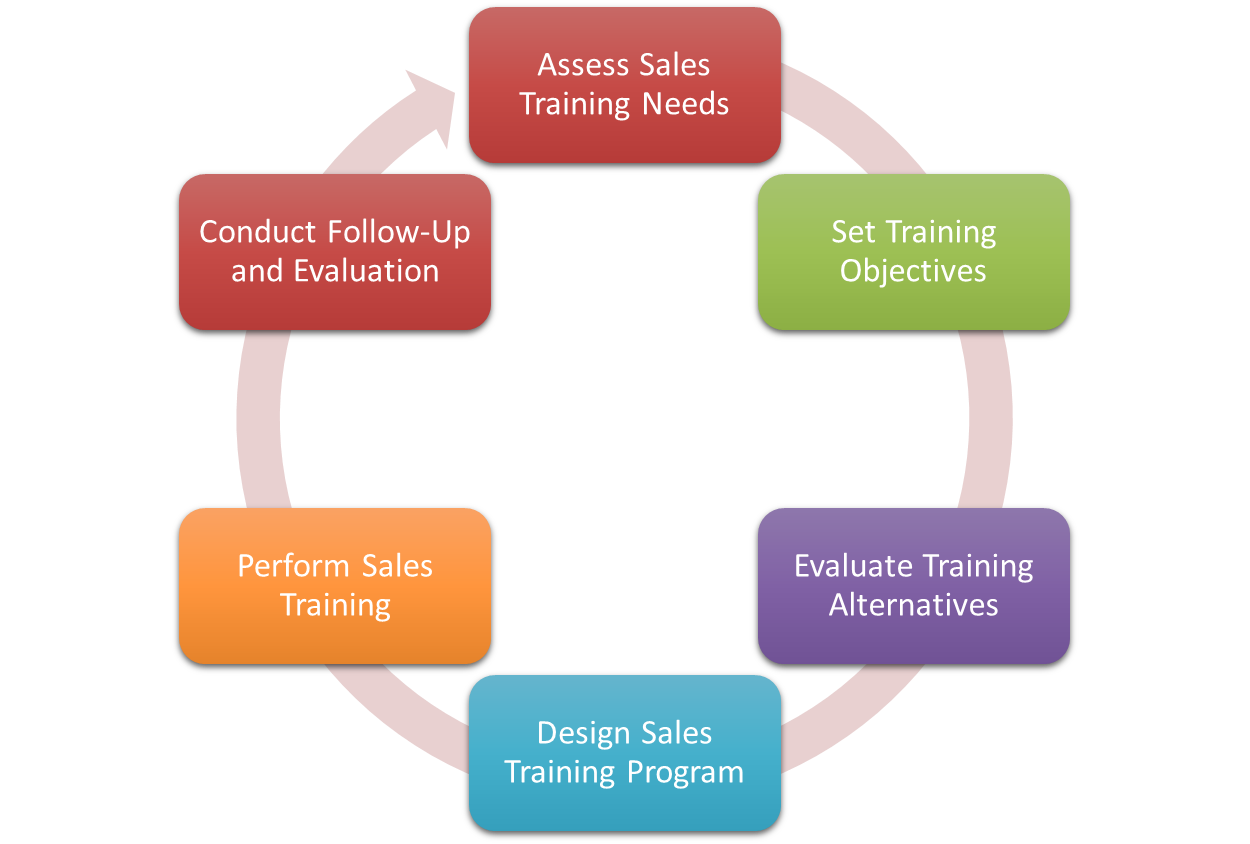 Assess Sales
Training Needs
Set Training
Objectives
Evaluate Training
Alternatives
Design Sales
Training Program
Perform Sales
Training
Conduct Follow-Up
and Evaluation